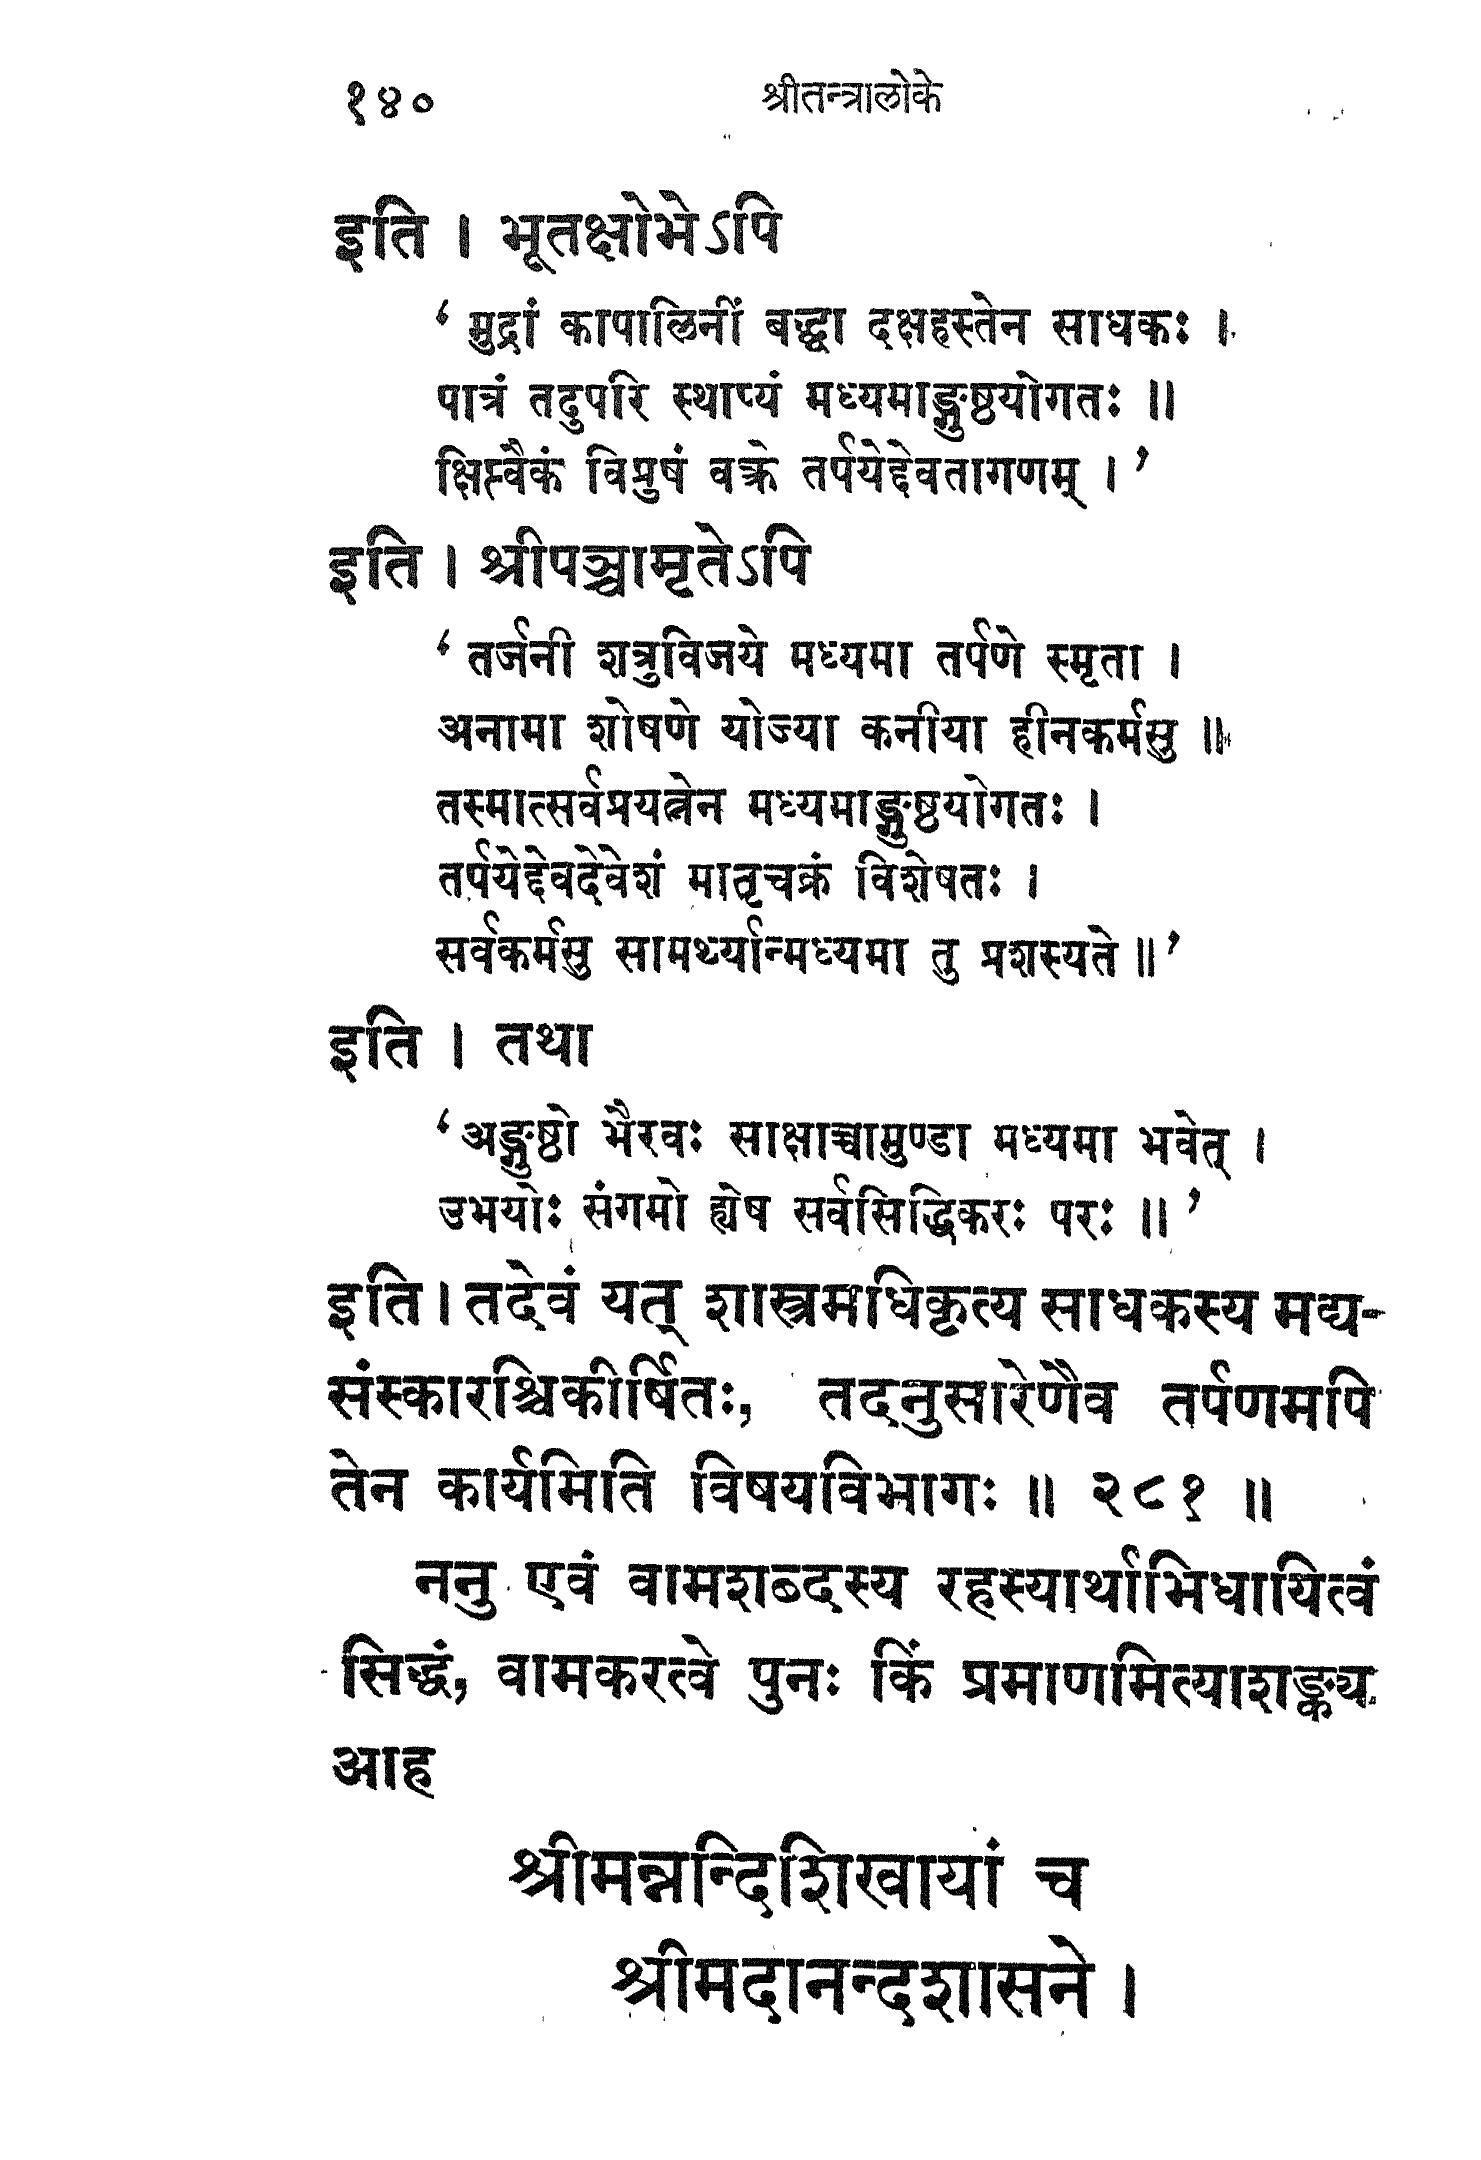 १४०
श्रीतन्त्रालोके
इति । भूतक्षोभेऽपि
‘ मुद्रां कापालिनीं बद्ध्वा दक्षहस्तेन साधकः ।
पात्रं तदुपरि स्थाप्यं मध्यमाङ्गुष्ठयोगतः ॥
क्षिप्त्वैकं विप्रुषं वक्त्रे तर्पयेद्देवतागणम् । ’
इति । श्रीपञ्चामृतेऽपि
‘ तर्जनी शत्रुविजये मध्यमा तर्पणे स्मृता ।
अनामा शोषणे योज्या कनीया हीनकर्मसु ॥
तस्मात्सर्वप्रयत्नेन मध्यमाङ्गुष्ठयोगतः ।
तर्पयेद्देवदेवेशं मातृचक्रं विशेषतः ।
सर्वकर्मसु सामर्थ्यान्मध्यमा तु प्रशस्यते ॥ ’
इति । तथा
‘ अङ्गुष्ठो भैरवः साक्षाच्चामुण्डा मध्यमा भवेत् ।
उभयोः संगमो ह्येष सर्वसिद्धिकरः परः ॥ ’
इति । तदेवं यत् शास्त्रमधिकृत्य साधकस्य मद्य-
संस्कारश्चिकीर्षितः, तदनुसारेणैव तर्पणमपि
तेन कार्यमिति विषयविभागः ॥ २८१ ॥
ननु एवं वामशब्दस्य रहस्यार्थाभिधायित्वं
सिद्धं, वामकरत्वे पुनः किं प्रमाणमित्याशङ्क्य
आह
श्रीमन्नन्दिशिखायां च
श्रीमदानन्दशासने ।